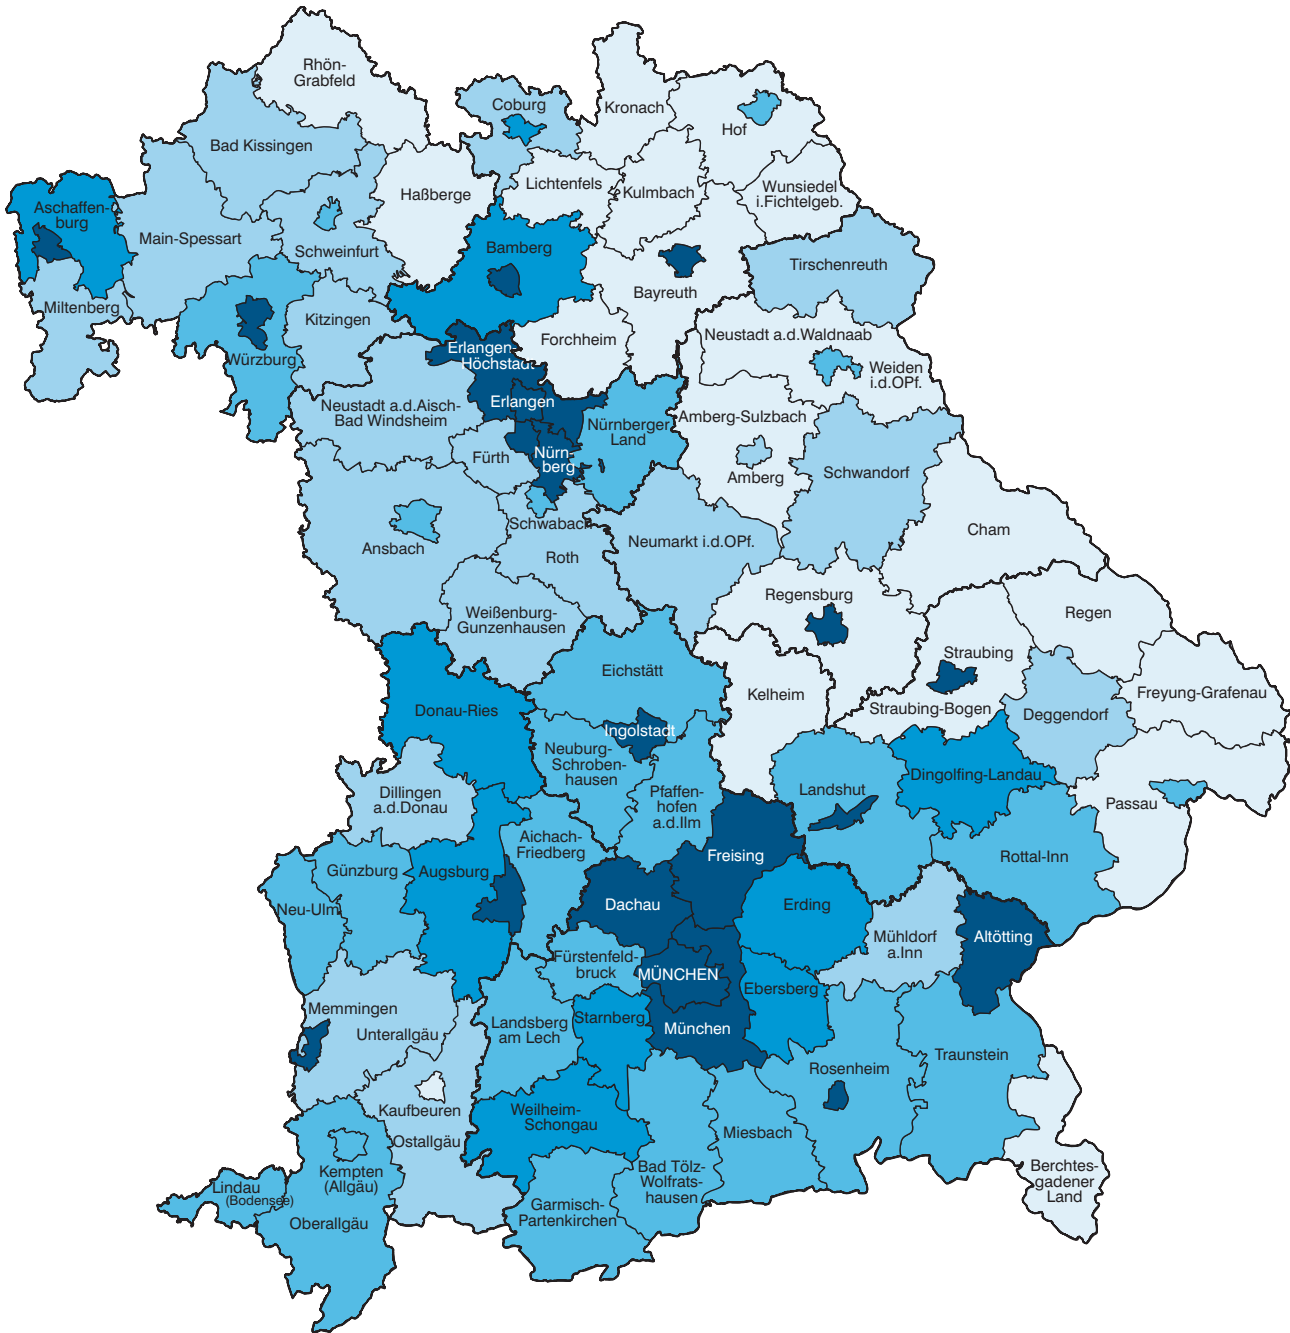 Rhön-
Grabfeld
Coburg
Kronach
Hof
Bad Kissingen
Haßberge
Lichtenfels
Kulmbach
Wunsiedel
i.Fichtelgeb.
Aschaffen-
burg
Main-Spessart
Schweinfurt
Bamberg
Bayreuth
Tirschenreuth
Miltenberg
Kitzingen
Würzburg
Forchheim
Erlangen-
Höchstadt
Neustadt a.d.Waldnaab
Weiden
i.d.OPf.
Neustadt a.d.Aisch-
Bad Windsheim
Erlangen
Nürnberger
Land
Amberg-Sulzbach
Fürth
Nürn-
berg
Amberg
Schwandorf
Ansbach
Schwabach
Roth
Neumarkt i.d.OPf.
Cham
Weißenburg-
Gunzenhausen
Regensburg
Regen
Straubing
Eichstätt
Kelheim
Straubing-Bogen
Freyung-Grafenau
Donau-Ries
Ingolstadt
Deggendorf
Neuburg-
Schroben-
hausen
Dingolfing-Landau
Dillingen
a.d.Donau
Pfaffen-
hofen
a.d.Ilm
Landshut
Passau
Aichach-
Friedberg
Günzburg
Augsburg
Freising
Rottal-Inn
Neu-Ulm
Dachau
Erding
Mühldorf
a.Inn
Altötting
Fürstenfeld-
bruck
MÜNCHEN
Ebersberg
Memmingen
Unterallgäu
Landsberg
am Lech
Starnberg
München
Rosenheim
Traunstein
Kaufbeuren
Ostallgäu
Weilheim-
Schongau
Miesbach
Kempten
(Allgäu)
Bad Tölz-
Wolfrats-
hausen
Berchtes-
gadener
Land
Lindau
(Bodensee)
Oberallgäu
Garmisch-
Partenkirchen